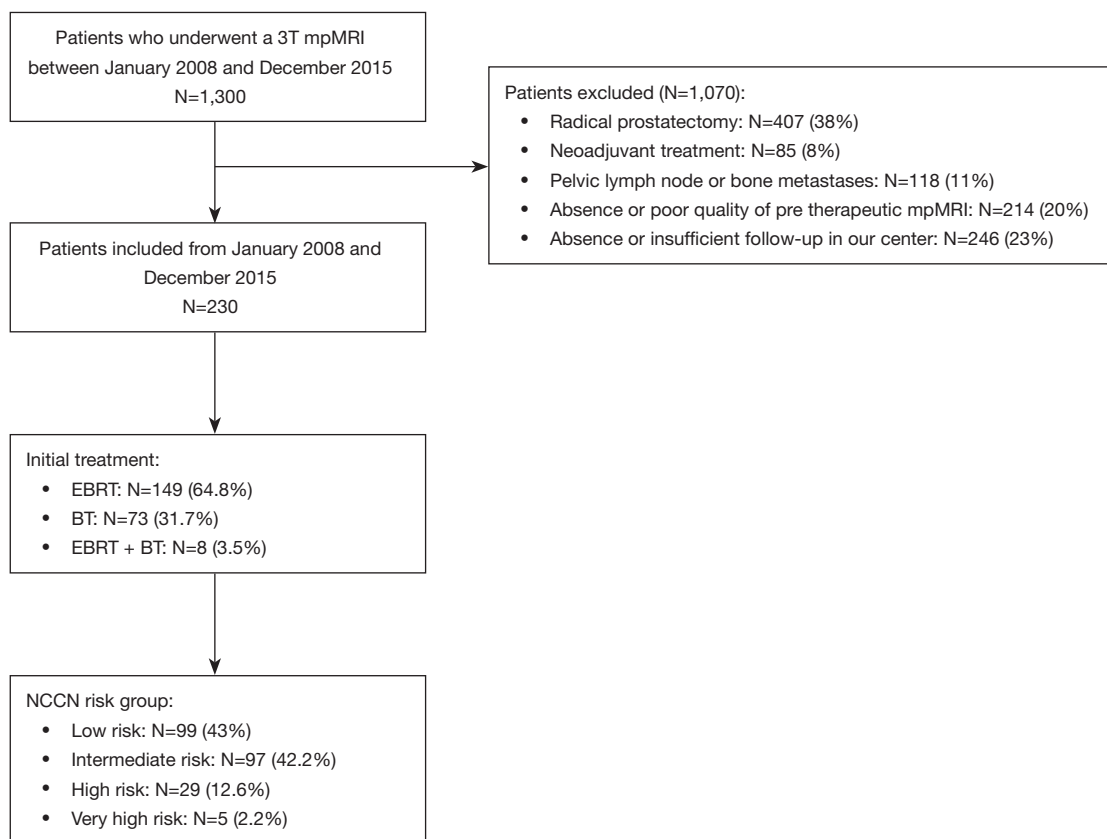 Patients who underwent a 3T mpMRI
between January 2008 and December 2015
N=1,300
Patients excluded (N=1,070):
• Radical prostatectomy: N=407 (38%)
• Neoadjuvant treatment: N=85 (8%)
• Pelvic lymph node or bone metastases: N=118 (11%)
• Absence or poor quality of pre therapeutic mpMRI: N=214 (20%)
• Absence or insufficient follow-up in our center: N=246 (23%)
Patients included from January 2008 and
December 2015
N=230
Initial treatment:
• EBRT: N=149 (64.8%)
• BT: N=73 (31.7%)
• EBRT + BT: N=8 (3.5%)
NCCN risk group:
• Low risk: N=99 (43%)
• Intermediate risk: N=97 (42.2%)
• High risk: N=29 (12.6%)
• Very high risk: N=5 (2.2%)